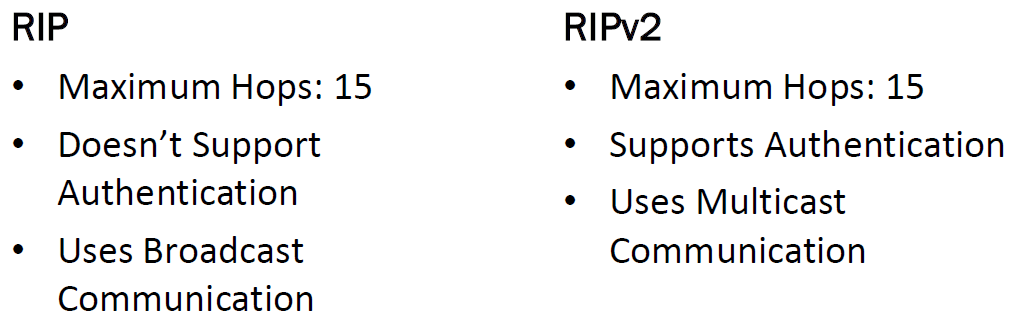 RIP
• Maximum Hops: 15
• Doesn’t Support
Authentication
• Uses Broadcast
Communication
RIPv2
• Maximum Hops: 15
• Supports Authentication
• Uses Multicast
Communication